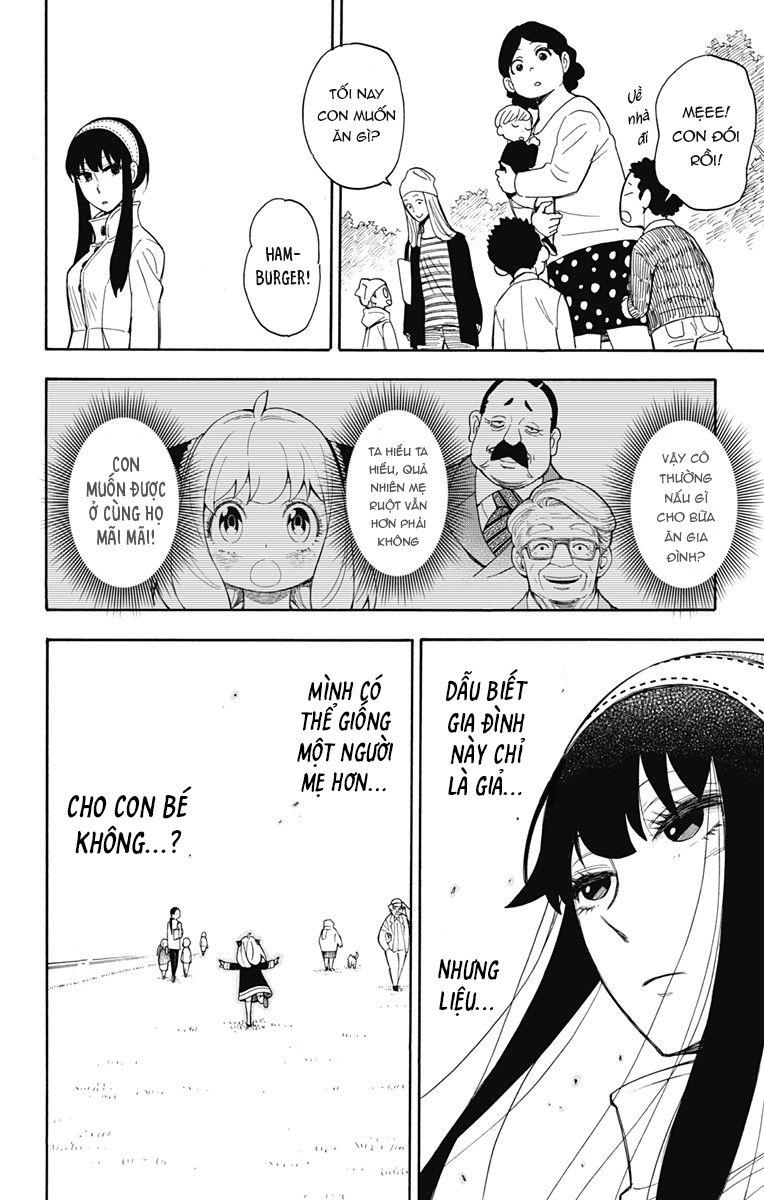 MẸEE!
CON ĐÓI
RỒI!
Về
nhà
đi
TỐI NAY
CON MUỐN
ĂN GÌ?
HAM-
BURGER!
VẬY CÔ
THƯỜNG
NẤU GÌ
CHO BỮA
ĂN GIA
ĐÌNH?
TA HIỂU TA
HIỂU, QUẢ
NHIÊN MẸ
RUỘT VẪN
HƠN PHẢI
KHÔNG
CON
MUỐN ĐƯỢC
Ở CÙNG HỌ
MÃI MÃI!
DẪU BIẾT
GIA ĐÌNH
NÀY CHỈ
LÀ GIẢ...
NHƯNG
LIỆU...
MÌNH CÓ
THỂ GIỐNG
MỘT NGƯỜI
MẸ HƠN...
CHO CON BÉ
KHÔNG...?